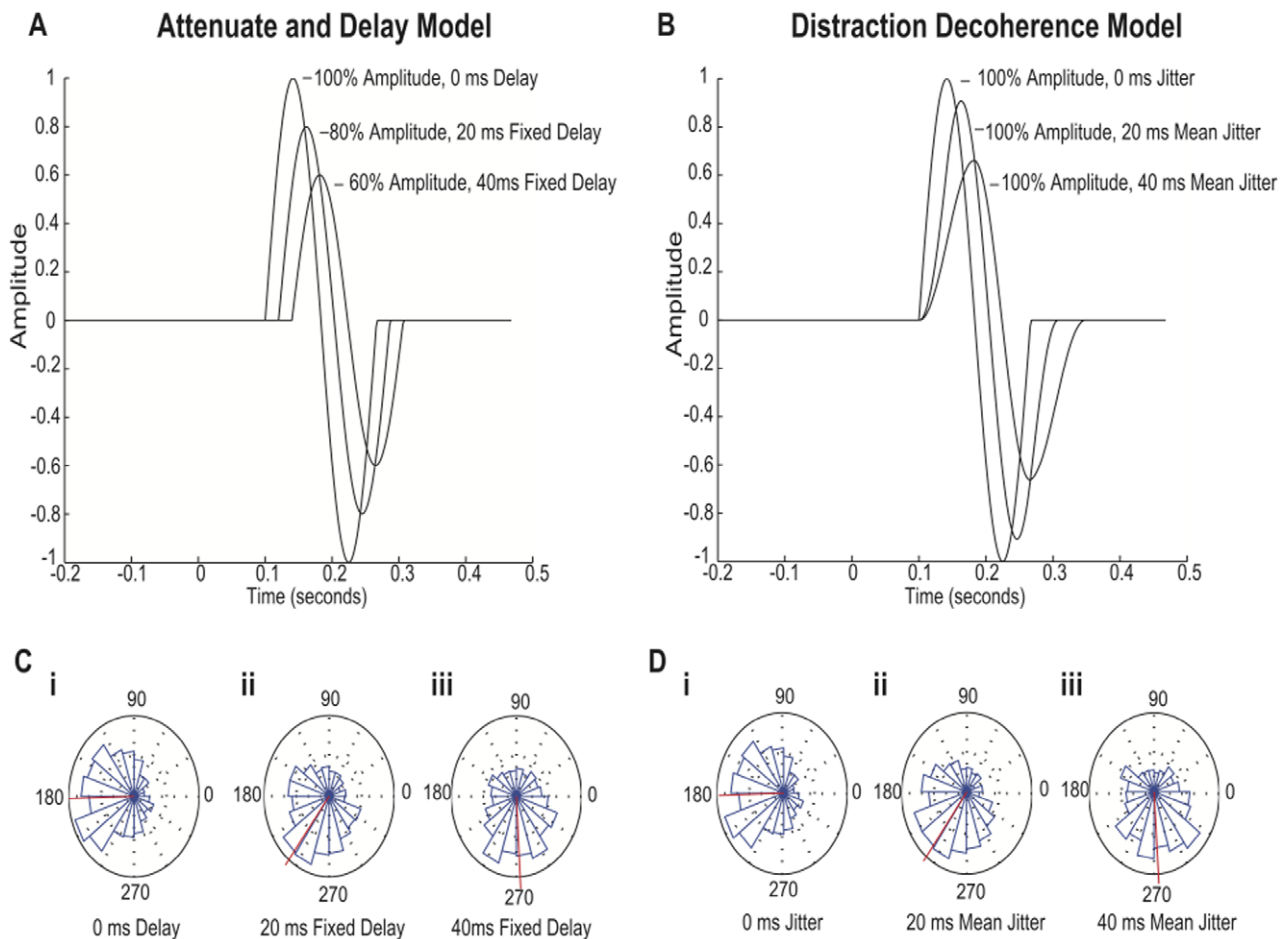 A Attenuate and Delay Model
100% Amplitude, 0 ms Delay
80% Amplitude, 20 ms Fixed Delay
60% Amplitude, 40ms Fixed Delay
Amplitude
1
0.8
0.6
0.4
0.2
0
-0.2
-0.4
-0.6
-0.8
-1
-0.2 -0.1 0 0.1 0.2 0.3 0.4 0.5
Time (seconds)
B Distraction Decoherence Model
100% Amplitude, 0 ms Jitter
100% Amplitude, 20 ms Mean Jitter
100% Amplitude, 40 ms Mean Jitter
Amplitude
1
0.8
0.6
0.4
0.2
0
-0.2
-0.4
-0.6
-0.8
-1
-0.2 -0.1 0 0.1 0.2 0.3 0.4 0.5
Time (seconds)
C
i
90
180 0
270
0 ms Delay
ii
90
180 0
270
20 ms Fixed Delay
iii
90
180 0
270
40ms Fixed Delay
D
i
90
180 0
270
0 ms Jitter
ii
90
180 0
270
20 ms Mean Jitter
iii
90
180 0
270
40 ms Mean Jitter